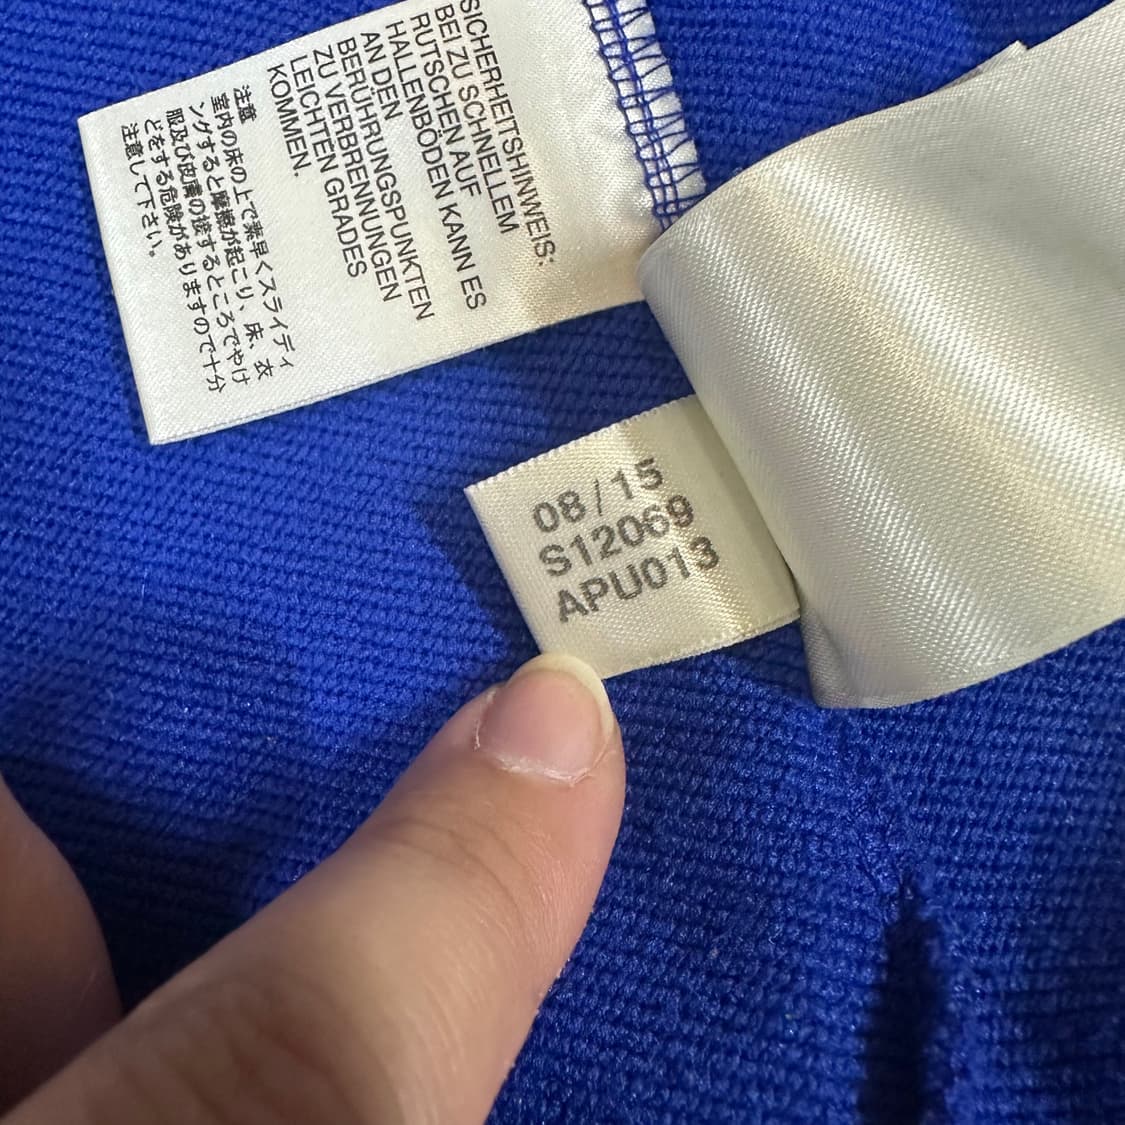 SICHERHEITSHINWEIS:
BEI ZU SCHNELLEM
RUTSCHEN AUF
HALLENBÖDEN KANN ES
AN DEN
BERÜHRUNGSPUNKTEN
ZU VERBRENNUNGEN
LEICHTEN GRADES
KOMMEN.
注意
室内の床の上で素早くスライディ
ングすると摩擦が起こり、床、衣
服及び皮膚の接するところでやけ
どをする危険がありますので十分
注意して下さい。
08/15
S12069
APU013